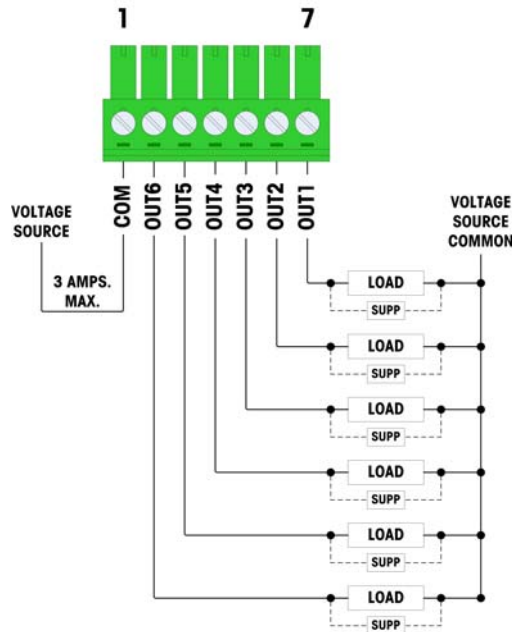 1
7
COM
OUT6
OUT5
OUT4
OUT3
OUT2
OUT1
VOLTAGE
SOURCE
3 AMPS.
MAX.
VOLTAGE
SOURCE
COMMON
LOAD
SUPP
LOAD
SUPP
LOAD
SUPP
LOAD
SUPP
LOAD
SUPP
LOAD
SUPP